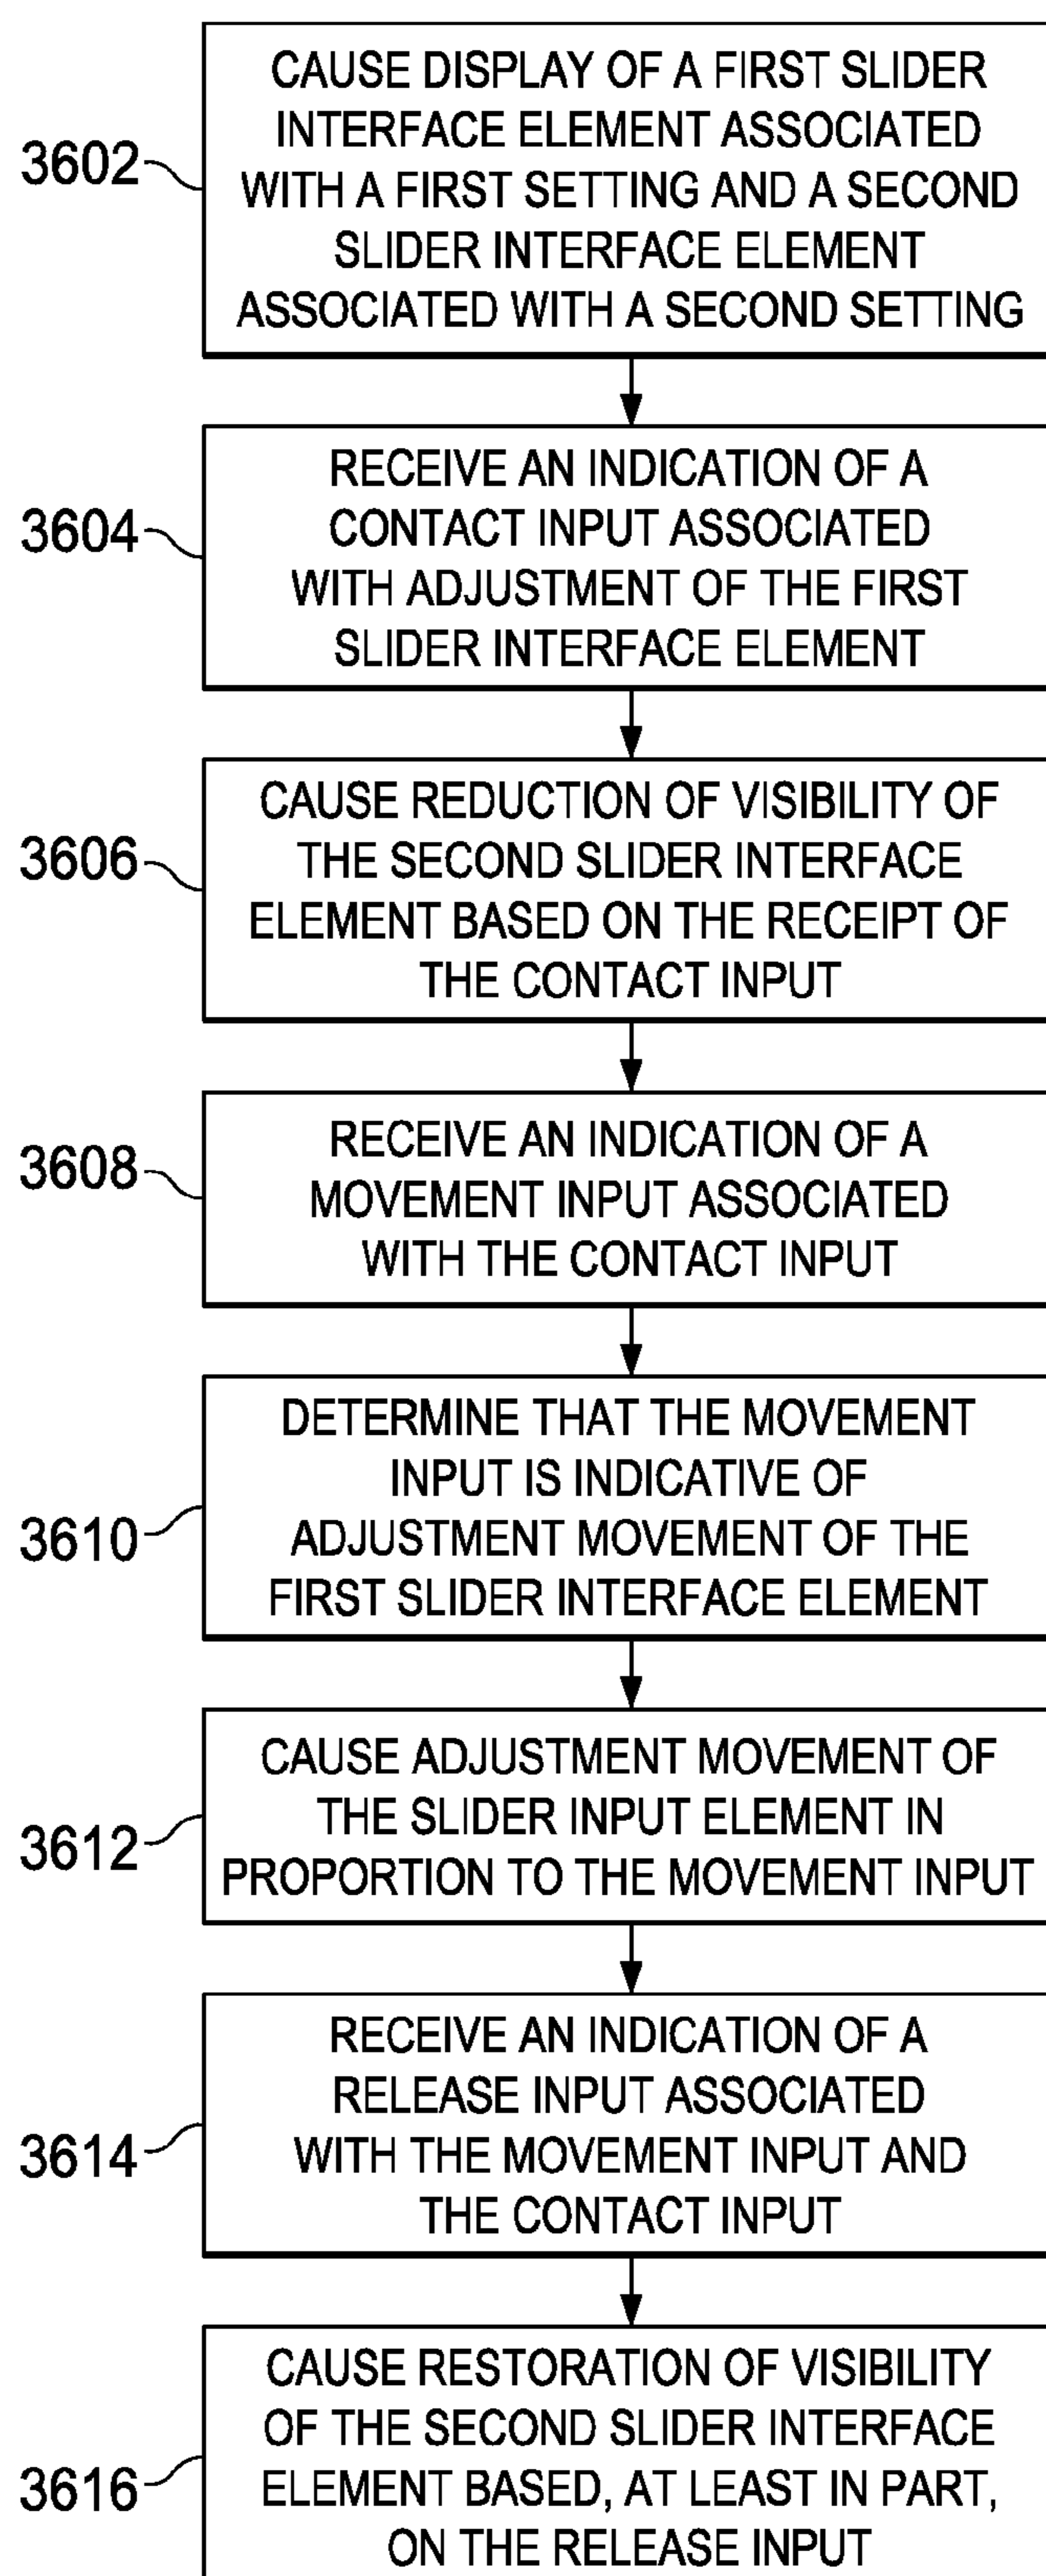 CAUSE DISPLAY OF A FIRST SLIDER
INTERFACE ELEMENT ASSOCIATED
3602
WITH A FIRST SETTING AND A SECOND
SLIDER INTERFACE ELEMENT
ASSOCIATED WITH A SECOND SETTING
RECEIVE AN INDICATION OF A
3604
CONTACT INPUT ASSOCIATED
WITH ADJUSTMENT OF THE FIRST
SLIDER INTERFACE ELEMENT
CAUSE REDUCTION OF VISIBILITY OF
3606
THE SECOND SLIDER INTERFACE
ELEMENT BASED ON THE RECEIPT OF
THE CONTACT INPUT
RECEIVE AN INDICATION OF A
3608
MOVEMENT INPUT ASSOCIATED
WITH THE CONTACT INPUT
DETERMINE THAT THE MOVEMENT
INPUT IS INDICATIVE OF
3610
ADJUSTMENT MOVEMENT OF THE
FIRST SLIDER INTERFACE ELEMENT
CAUSE ADJUSTMENT MOVEMENT OF
THE SLIDER INPUT ELEMENT IN
3612
PROPORTION TO THE MOVEMENT INPUT
RECEIVE AN INDICATION OF A
RELEASE INPUT ASSOCIATED
3614
WITH THE MOVEMENT INPUT AND
THE CONTACT INPUT
CAUSE RESTORATION OF VISIBILITY
OF THE SECOND SLIDER INTERFACE
3616
ELEMENT BASED, AT LEAST IN PART,
ON THE RELEASE INPUT